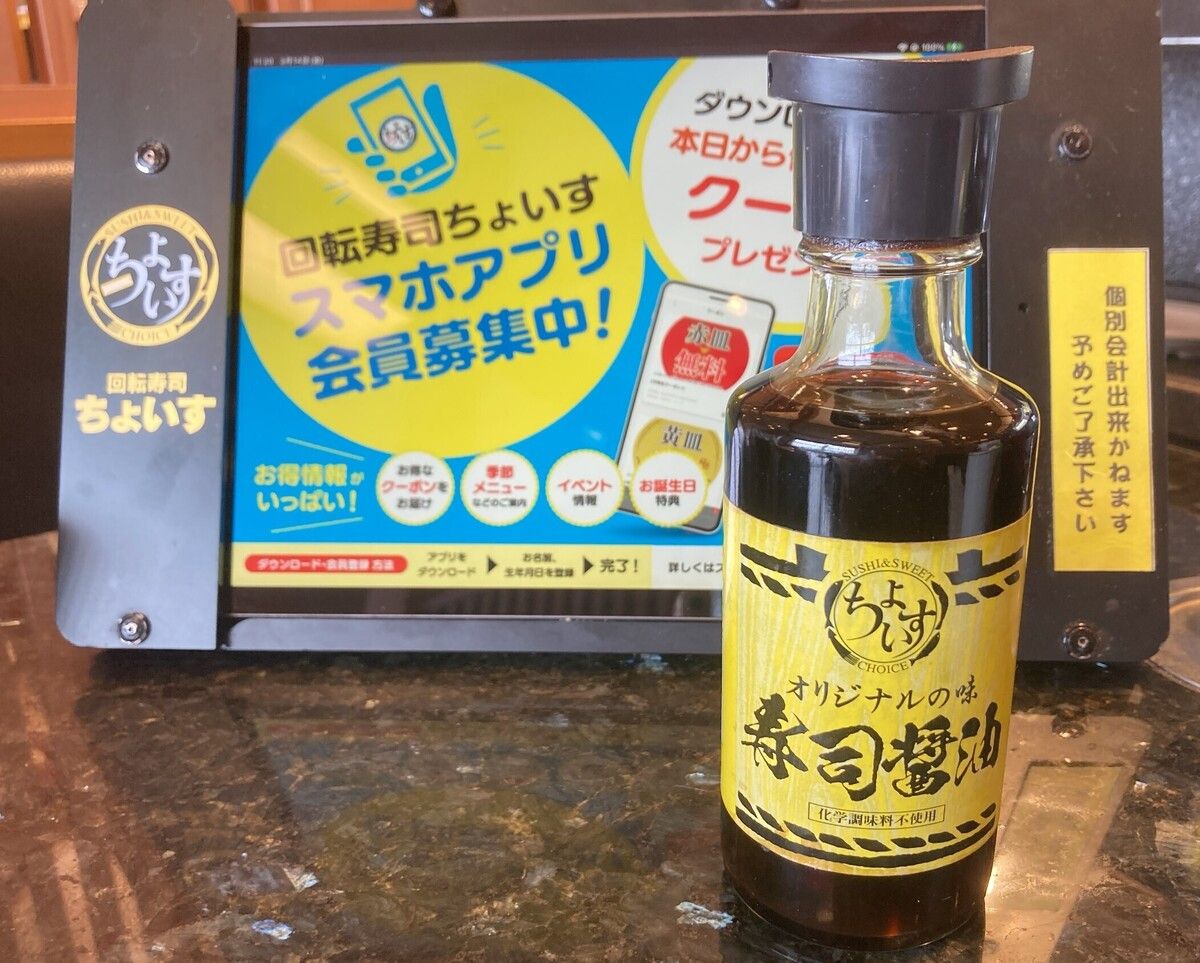 SUSHI&SWEET
ちょいす
CHOICE
回転寿司
ちょいす
100%
回転寿司ちょいす
スマホアプリ
会員募集中!
ダウン
本日から
クー
プレゼ
赤皿
無料
黄皿
お得情報が
いっぱい!
お得な
クーポンを
お届け
季節
メニュー
などのご案内
イベント
情報
お誕生日
特典
ダウンロード・会員登録 方法
アプリを
ダウンロード
お名前、
生年月日を登録
完了!
詳しくは
個別会計出来かねます
予めご了承下さい
SUSHI&SWEET
ちょいす
CHOICE
オリジナルの味
寿司醤油
化学調味料不使用